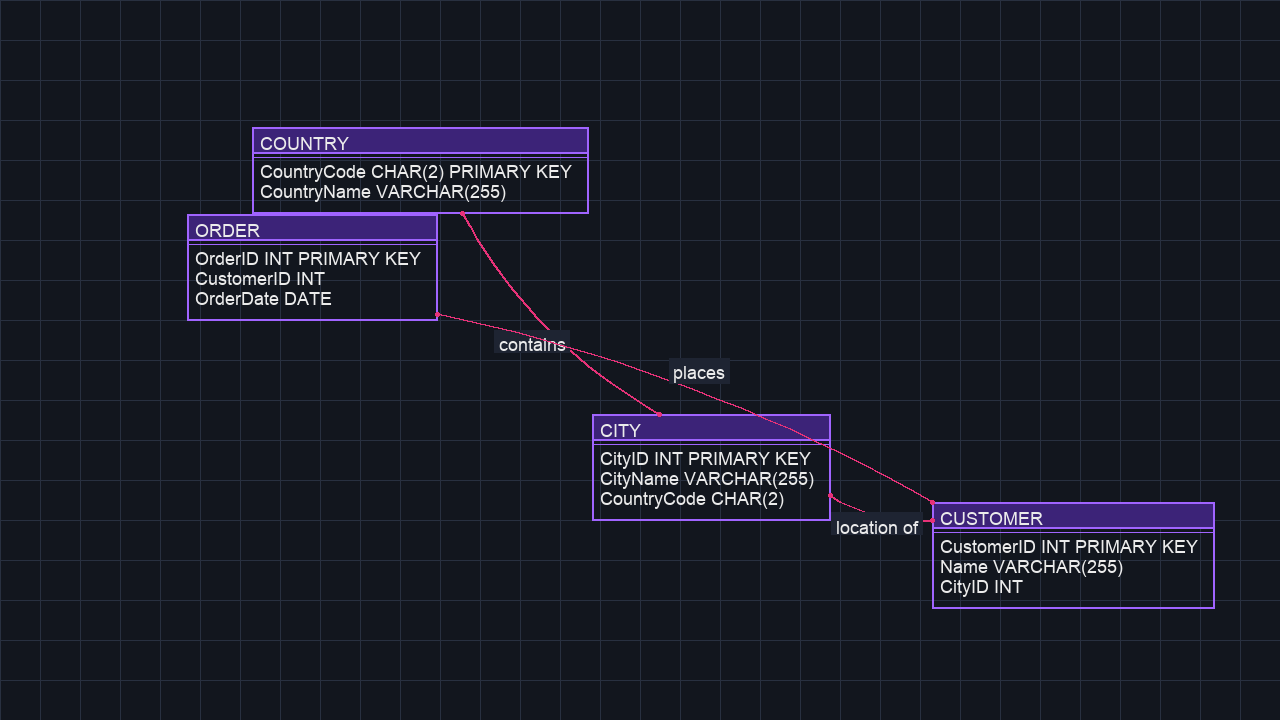 COUNTRY
CountryCode CHAR(2) PRIMARY KEY
CountryName VARCHAR(255)
ORDER
OrderID INT PRIMARY KEY
CustomerID INT
OrderDate DATE
contains
places
CITY
CityID INT PRIMARY KEY
CityName VARCHAR(255)
CountryCode CHAR(2)
location of
CUSTOMER
CustomerID INT PRIMARY KEY
Name VARCHAR(255)
CityID INT